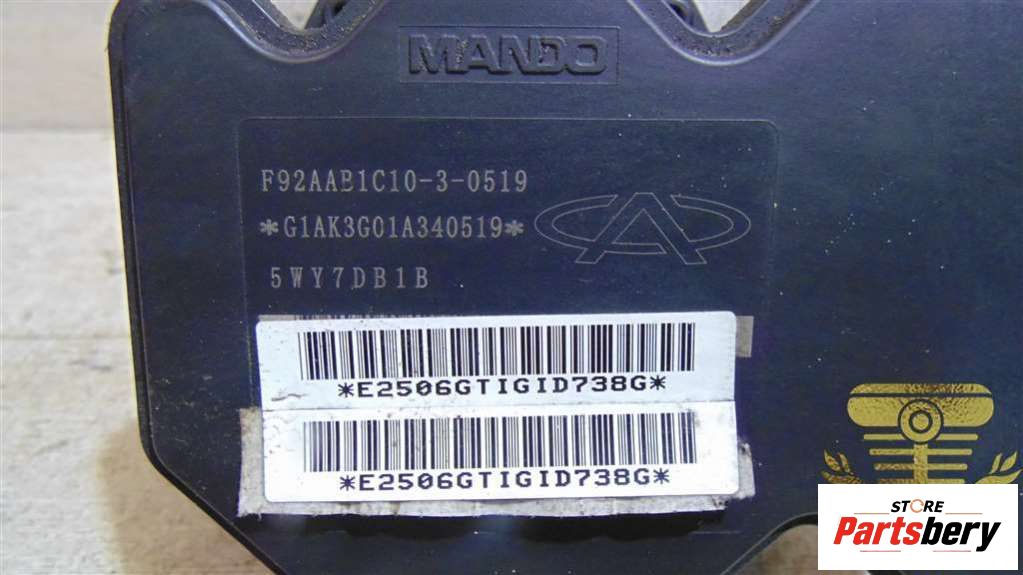 MANDO
F92AAB1C10-3-0519
*G1AK3G01A340519*
5WY7DB1B
*E2506GTIGID738G*
*E2506GTIGID738G*
STORE
Partsbery